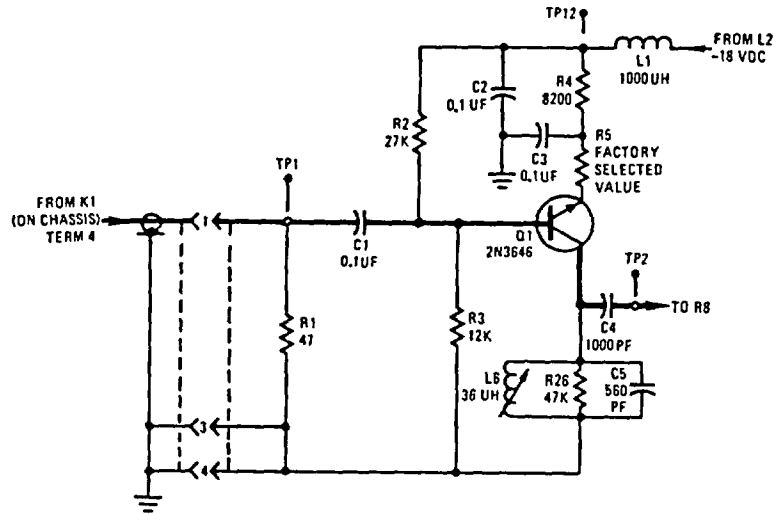 TP12
FROM L2
-18 VDC
L1
1000UH
C2
0.1 UF
R4
8200
R2
27K
C3
0.1UF
R5
FACTORY
SELECTED
VALUE
TP1
FROM K1
(ON CHASSIS)
TERM 4
1
C1
0.1UF
Q1
2N3646
TP2
TO R8
C4
1000 PF
R1
47
R3
12K
L6
36 UH
R26
47K
C5
560
PF
3
4